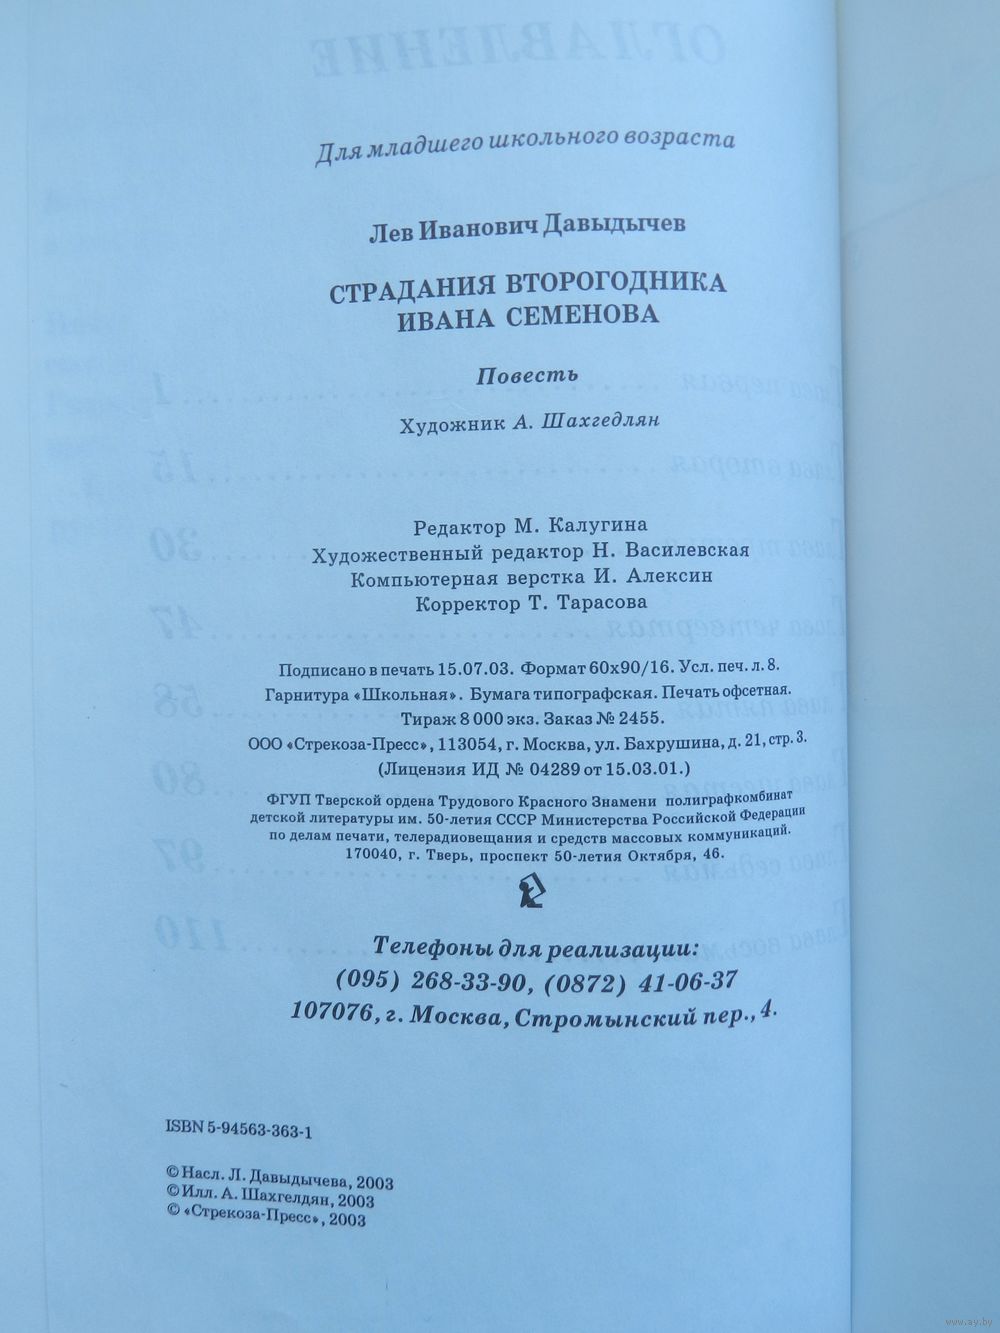 Для младшего школьного возраста
Лев Иванович Давыдычев
СТРАДАНИЯ ВТОРОГОДНИКА
ИВАНА СЕМЕНОВА
Повесть
Художник А. Шахгедлян
Редактор М. Калугина
Художественный редактор Н. Василевская
Компьютерная верстка И. Алексин
Корректор Т. Тарасова
Подписано в печать 15.07.03. Формат 60x90/16. Усл. печ. л. 8.
Гарнитура «Школьная». Бумага типографская. Печать офсетная.
Тираж 8 000 экз. Заказ № 2455.
ООО «Стрекоза-Пресс», 113054, г. Москва, ул. Бахрушина, д. 21, стр. 3.
(Лицензия ИД № 04289 от 15.03.01.)
ФГУП Тверской ордена Трудового Красного Знамени полиграфкомбинат
детской литературы им. 50-летия СССР Министерства Российской Федерации
по делам печати, телерадиовещания и средств массовых коммуникаций.
170040, г. Тверь, проспект 50-летия Октября, 46.
Телефоны для реализации:
(095) 268-33-90, (0872) 41-06-37
107076, г. Москва, Стромынский пер., 4.
ISBN 5-94563-363-1
© Насл. Л. Давыдычева, 2003
© Илл. А. Шахгелдян, 2003
© «Стрекоза-Пресс», 2003
www.ay.by